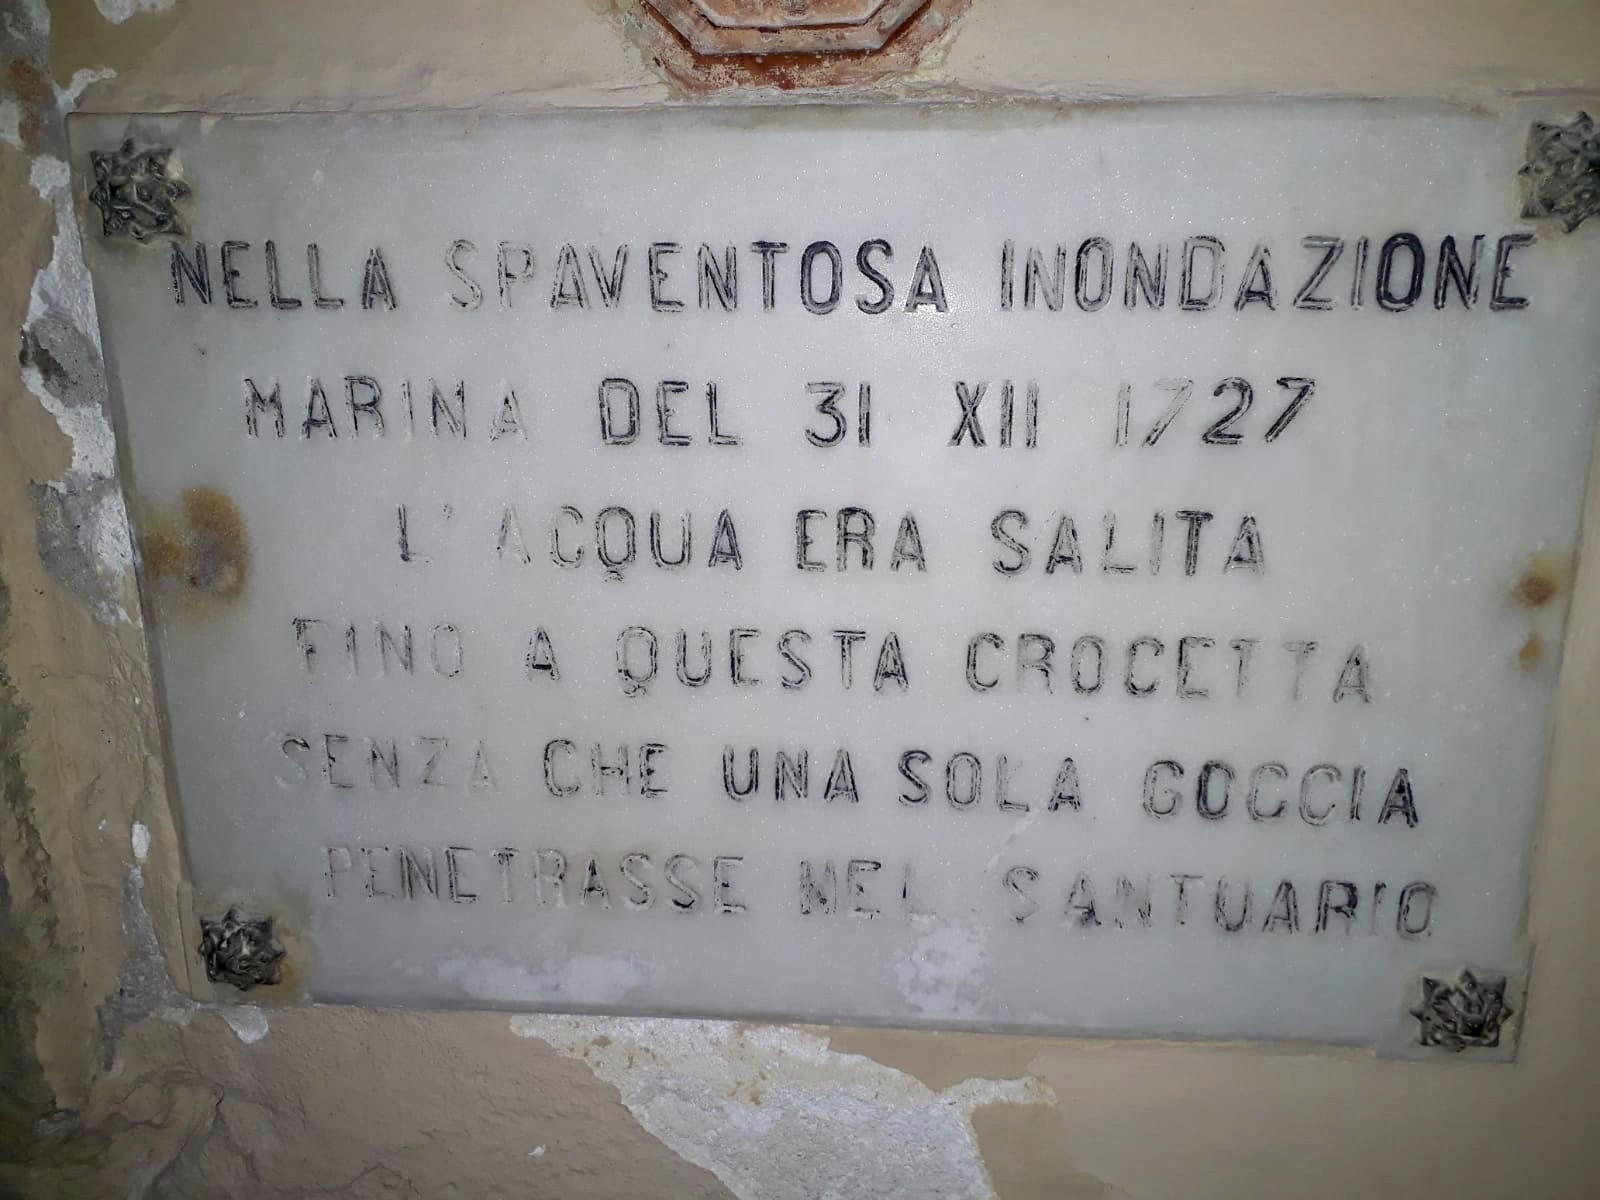 NELLA SPAVENTOSA INONDAZIONE
MARINA DEL 31 XII 1727
L'ACQUA ERA SALITA
FINO A QUESTA CROCETTA
SENZA CHE UNA SOLA GOCCIA
PENETRASSE NEL SANTUARIO